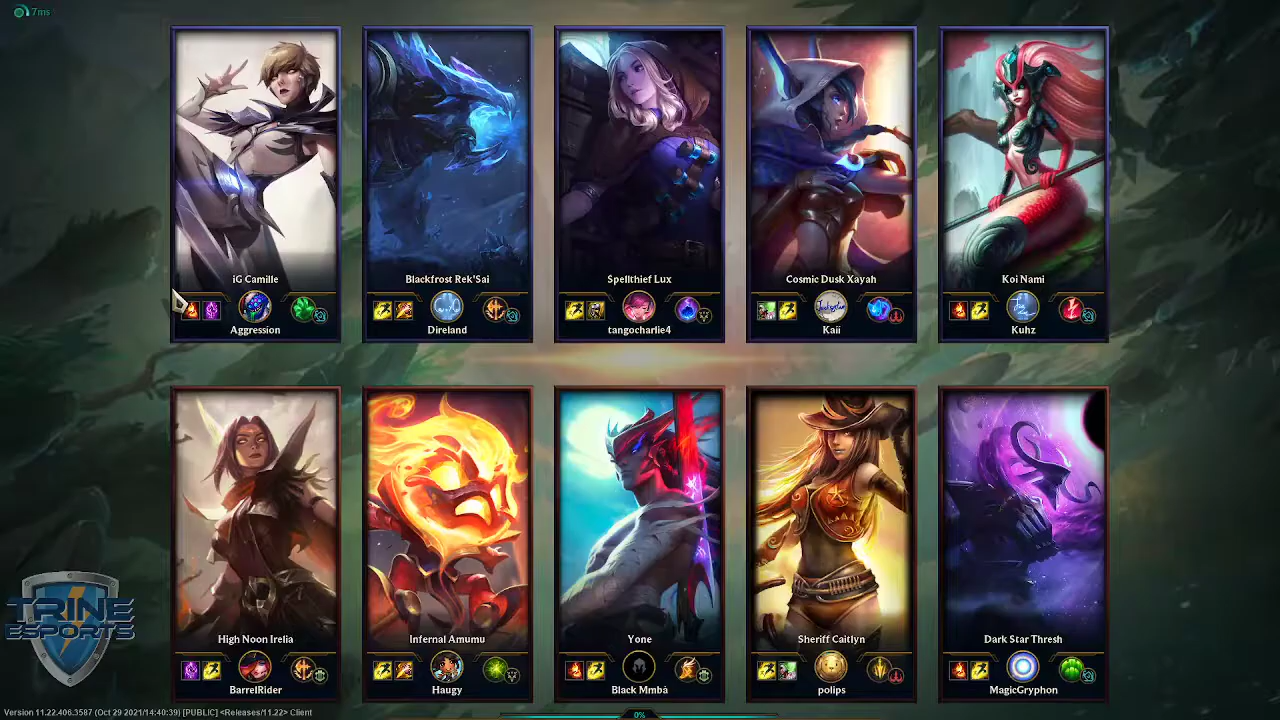 7ms
iG Camille
Aggression
Blackfrost Rek'Sai
Direland
Spellthief Lux
tangocharlie4
Cosmic Dusk Xayah
Kaii
Koi Nami
Kuhz
High Noon Irelia
BarrelRider
Infernal Amumu
Haugy
Yone
Black Mmbà
Sheriff Caitlyn
polips
Dark Star Thresh
MagicGryphon
TRINE
ESPORTS
Version 11.22.406.3587 (Oct 29 2021/14:40:39) [PUBLIC] <Releases/11.22> Client
0%